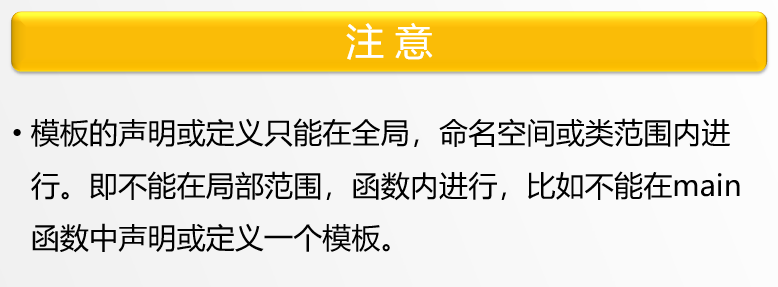 注 意
• 模板的声明或定义只能在全局，命名空间或类范围内进
行。即不能在局部范围，函数内进行，比如不能在main
函数中声明或定义一个模板。